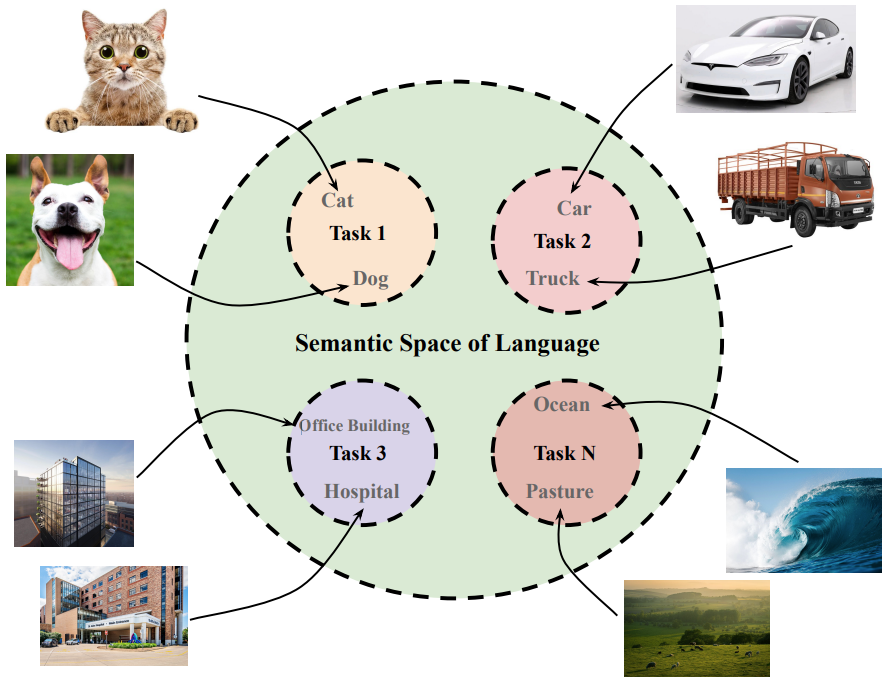 Cat
Task 1
Dog
Car
Task 2
Truck
Semantic Space of Language
Office Building
Task 3
Hospital
Ocean
Task N
Pasture